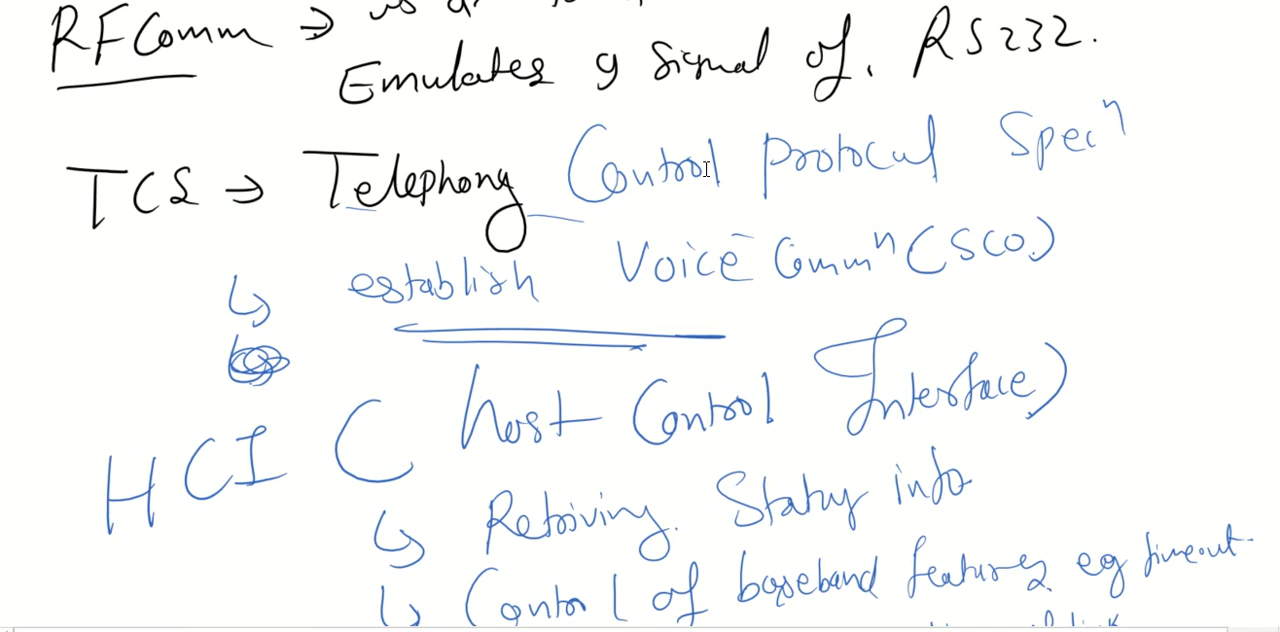 RFComm →
Emulates 9 signal of. RS232.
TCS → Telephony Control Protocol Specⁿ
↳ establish Voice Commⁿ (SCO)
HCI (host Control Interface)
↳ Retriving Status info
↳ Control of baseband features eg timeout.